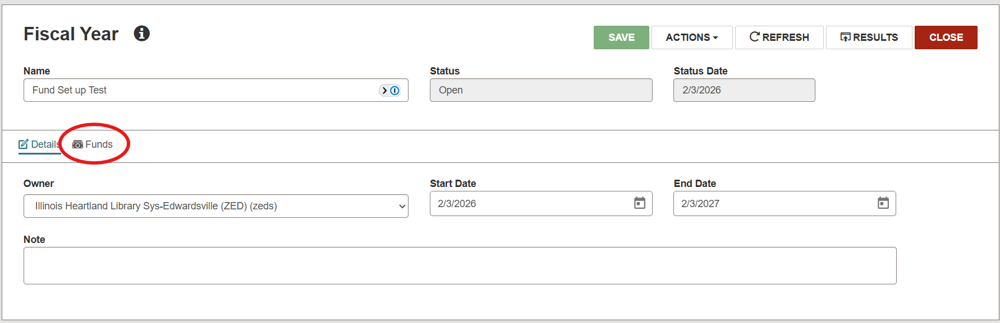 Fiscal Year
SAVE ACTIONS REFRESH RESULTS CLOSE
Name Status Status Date
Fund Set up Test Open 2/3/2026
Details Funds
Owner Start Date End Date
Illinois Heartland Library Sys-Edwardsville (ZED) (zeds) 2/3/2026 2/3/2027
Note